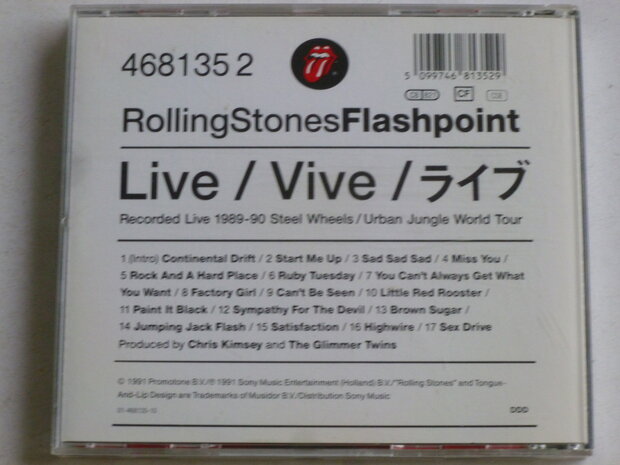 468135 2
5 099746 813529
CB 821
CF
RollingStonesFlashpoint
Live / Vive / ライブ
Recorded Live 1989-90 Steel Wheels / Urban Jungle World Tour
1 (Intro) Continental Drift / 2 Start Me Up / 3 Sad Sad Sad / 4 Miss You /
5 Rock And A Hard Place / 6 Ruby Tuesday / 7 You Can't Always Get What
You Want / 8 Factory Girl / 9 Can't Be Seen / 10 Little Red Rooster /
11 Paint It Black / 12 Sympathy For The Devil / 13 Brown Sugar /
14 Jumping Jack Flash / 15 Satisfaction / 16 Highwire / 17 Sex Drive
Produced by Chris Kimsey and The Glimmer Twins
© 1991 Promotone B.V./℗ 1991 Sony Music Entertainment (Holland) B.V./"Rolling Stones" and Tongue-
And-Lip Design are Trademarks of Musidor B.V./Distribution Sony Music
01-468135-10
DDD